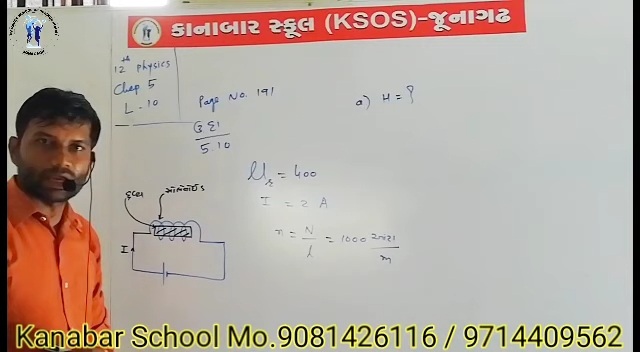 કાનાબાર સ્કૂલ (KSOS)-જૂનાગઢ
12th Physics
Chap 5
L - 10
Page No. 191
ઉદા
5.10
a) H = ?
μr = 400
I = 2 A
n = N/l = 1000 આંટા/m
સોલેનોઈડ
I
Kanabar School Mo.9081426116 / 9714409562